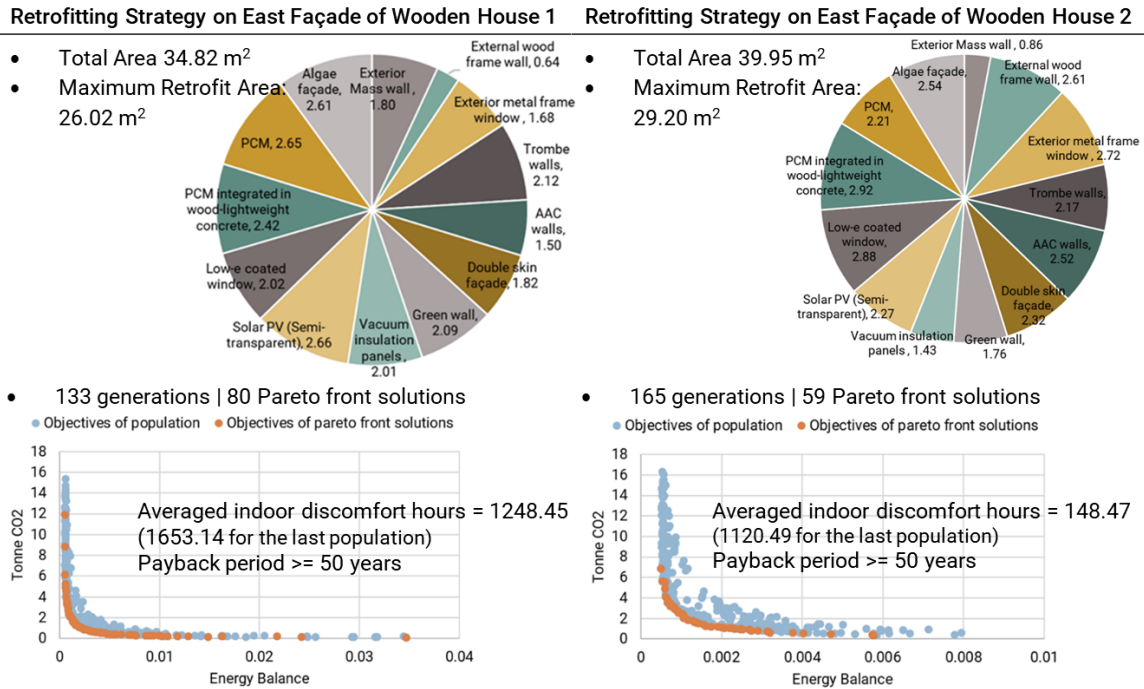 Retrofitting Strategy on East Façade of Wooden House 1
• Total Area 34.82 m²
• Maximum Retrofit Area:
26.02 m²
Exterior
Mass wall ,
1.80
External wood
frame wall, 0.64
Exterior metal frame
window , 1.68
Trombe
walls,
2.12
AAC
walls,
1.50
Double skin
façade, 1.82
Green wall,
2.09
Vacuum
insulation
panels ,
2.01
Solar PV (Semi-
transparent), 2.66
Low-e coated
window, 2.02
PCM integrated in
wood-lightweight
concrete, 2.42
PCM, 2.65
Algae
façade,
2.61
• 133 generations | 80 Pareto front solutions
Objectives of population
Objectives of pareto front solutions
Tonne CO2
18
16
14
12
10
8
6
4
2
0
Averaged indoor discomfort hours = 1248.45
(1653.14 for the last population)
Payback period >= 50 years
0
0.01
0.02
0.03
0.04
Energy Balance
Retrofitting Strategy on East Façade of Wooden House 2
• Total Area 39.95 m²
• Maximum Retrofit Area:
29.20 m²
Exterior Mass wall , 0.86
External wood
frame wall, 2.61
Exterior metal frame
window , 2.72
Trombe walls,
2.17
AAC walls,
2.52
Double skin
façade,
2.32
Green wall,
1.76
Vacuum insulation
panels , 1.43
Solar PV (Semi-
transparent), 2.27
Low-e coated
window,
2.88
PCM integrated in
wood-lightweight
concrete, 2.92
PCM,
2.21
Algae façade,
2.54
• 165 generations | 59 Pareto front solutions
Objectives of population
Objectives of pareto front solutions
Tonne CO2
18
16
14
12
10
8
6
4
2
0
Averaged indoor discomfort hours = 148.47
(1120.49 for the last population)
Payback period >= 50 years
0
0.002
0.004
0.006
0.008
0.01
Energy Balance